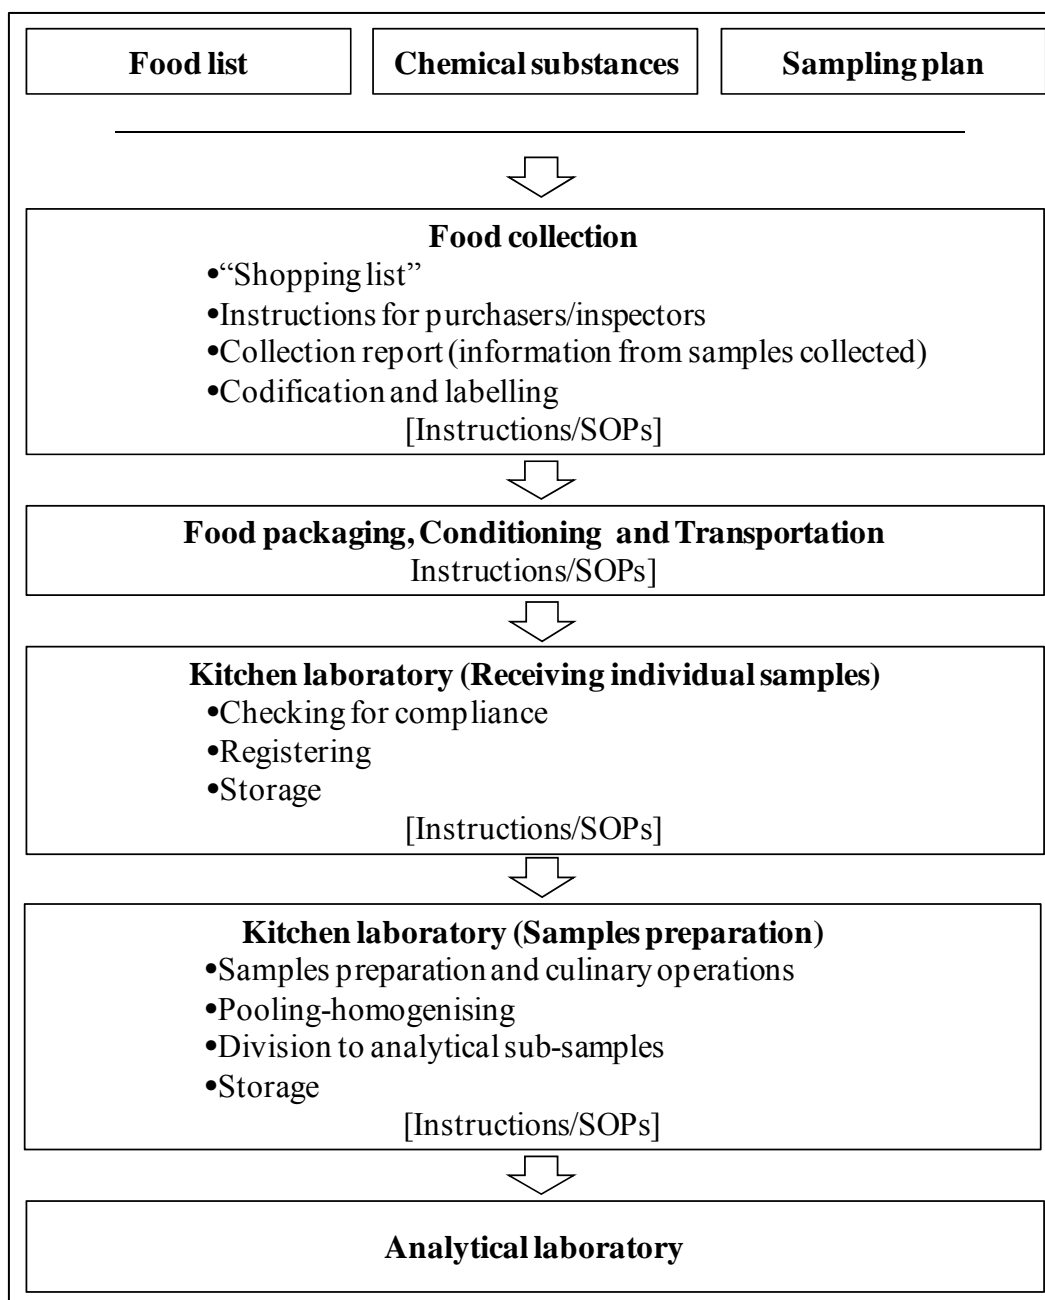 Food list
Chemical substances
Sampling plan
Food collection
•“Shopping list”
•Instructions for purchasers/inspectors
•Collection report (information from samples collected)
•Codification and labelling
[Instructions/SOPs]
Food packaging, Conditioning and Transportation
Instructions/SOPs]
Kitchen laboratory (Receiving individual samples)
•Checking for compliance
•Registering
•Storage
[Instructions/SOPs]
Kitchen laboratory (Samples preparation)
•Samples preparation and culinary operations
•Pooling-homogenising
•Division to analytical sub-samples
•Storage
[Instructions/SOPs]
Analytical laboratory